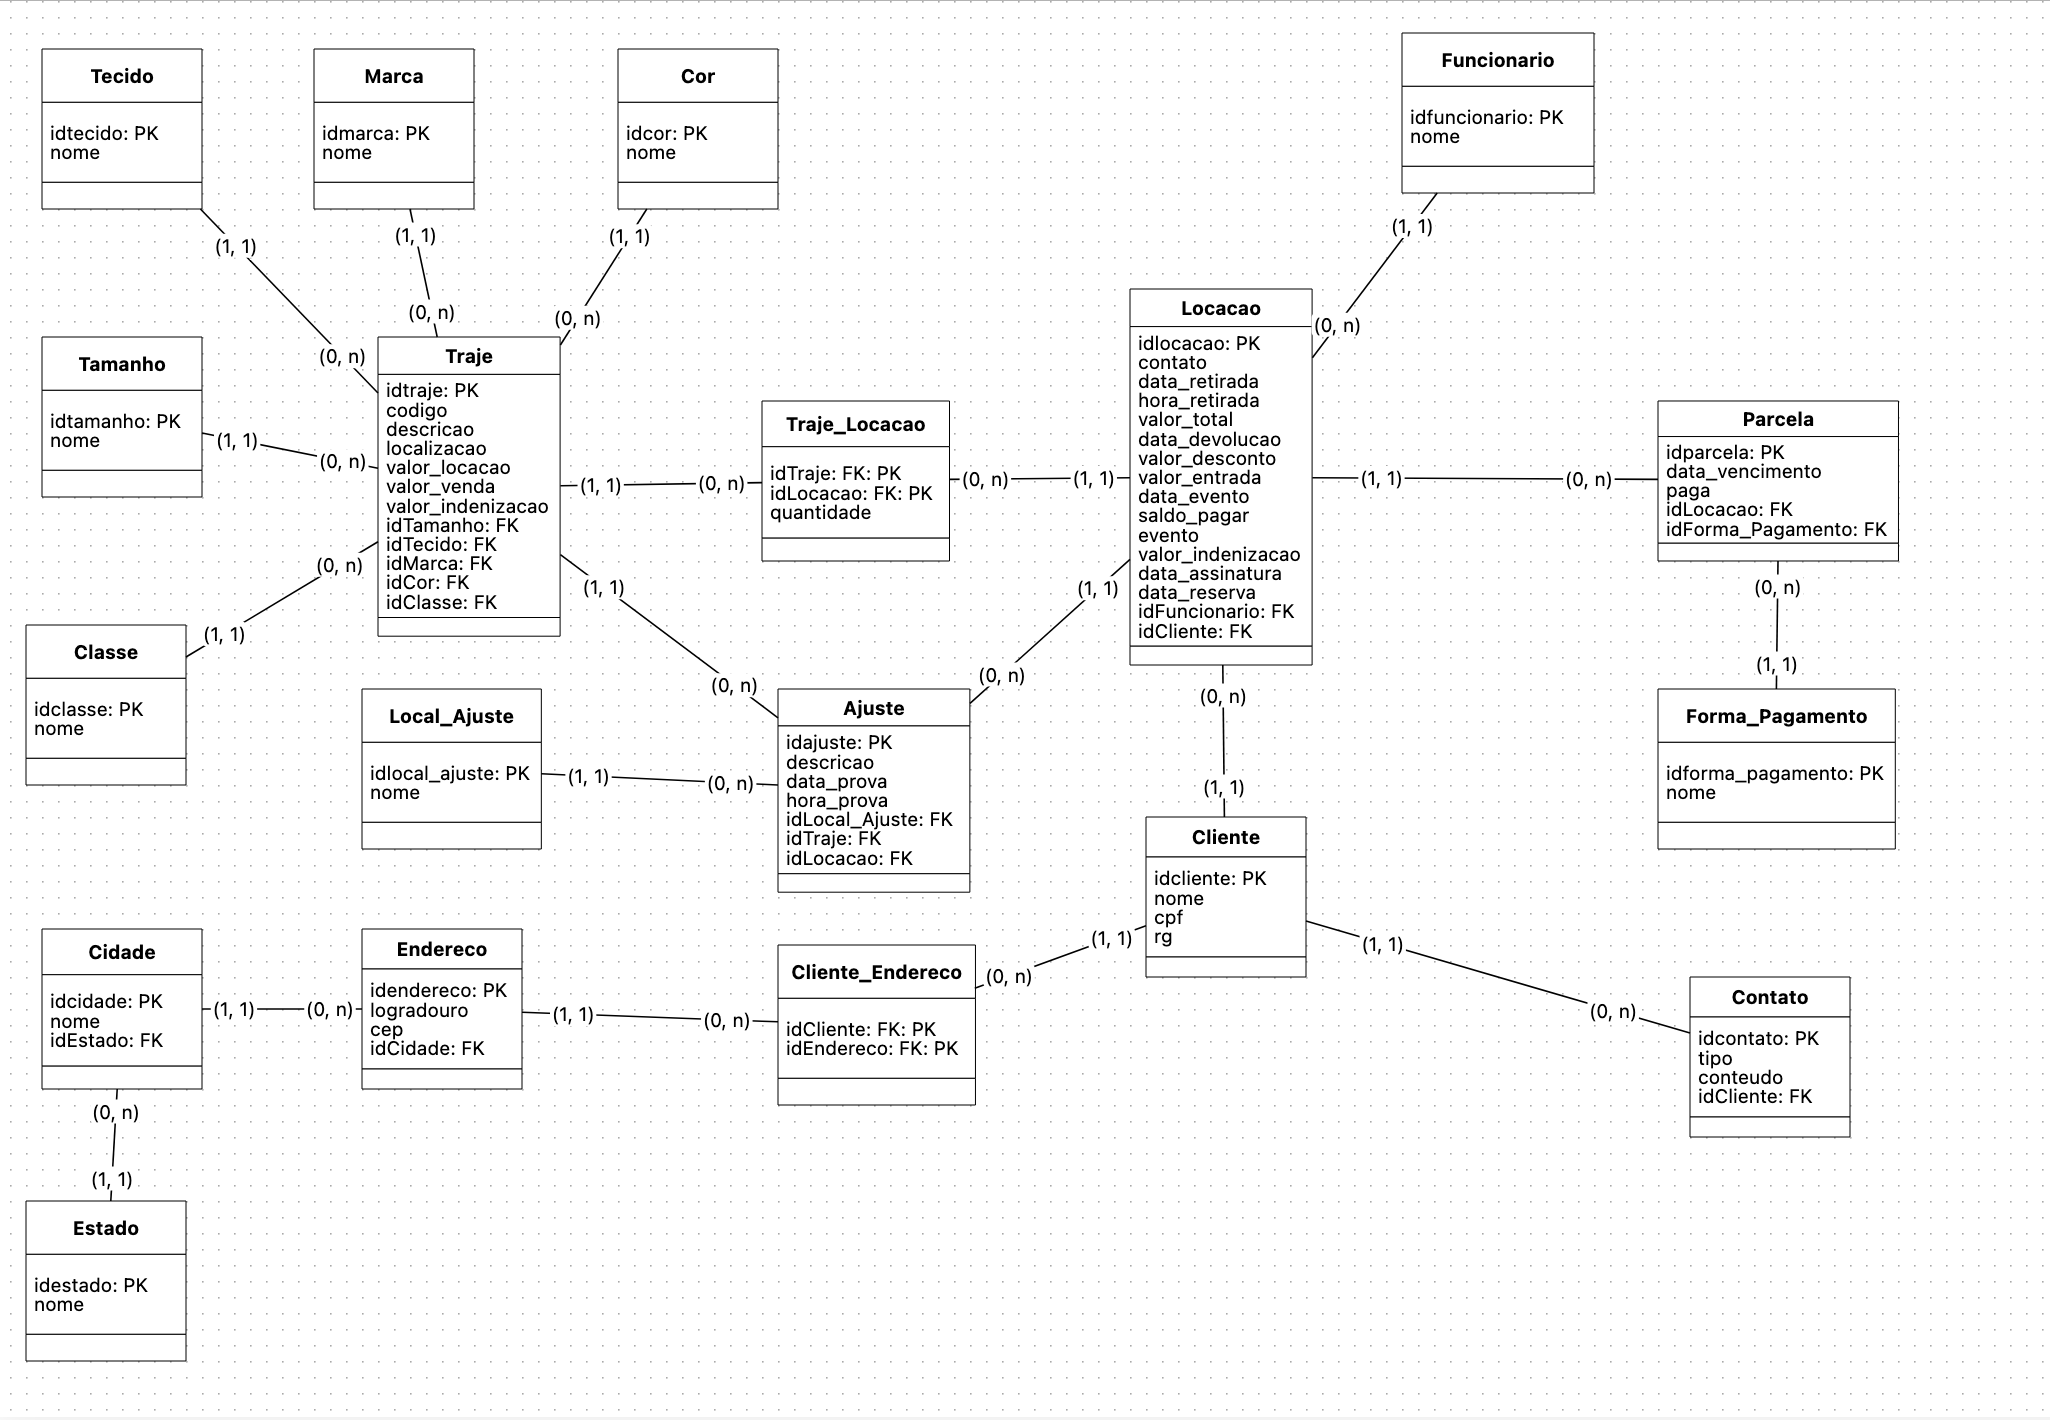 Tecido
idtecido: PK
nome
Marca
idmarca: PK
nome
Cor
idcor: PK
nome
Funcionario
idfuncionario: PK
nome
(1, 1)
(0, n)
(1, 1)
(0, n)
(1, 1)
(0, n)
(1, 1)
(0, n)
Tamanho
idtamanho: PK
nome
(1, 1)
(0, n)
Traje
idtraje: PK
codigo
descricao
localizacao
valor_locacao
valor_venda
valor_indenizacao
idTamanho: FK
idTecido: FK
idMarca: FK
idCor: FK
idClasse: FK
(1, 1)
(0, n)
Traje_Locacao
idTraje: FK: PK
idLocacao: FK: PK
quantidade
(0, n)
(1, 1)
Locacao
idlocacao: PK
contato
data_retirada
hora_retirada
valor_total
data_devolucao
valor_desconto
valor_entrada
data_evento
saldo_pagar
evento
valor_indenizacao
data_assinatura
data_reserva
idFuncionario: FK
idCliente: FK
(1, 1)
(0, n)
Parcela
idparcela: PK
data_vencimento
paga
idLocacao: FK
idForma_Pagamento: FK
(0, n)
(1, 1)
Forma_Pagamento
idforma_pagamento: PK
nome
(0, n)
(1, 1)
Classe
idclasse: PK
nome
(1, 1)
(0, n)
(1, 1)
(0, n)
Local_Ajuste
idlocal_ajuste: PK
nome
(1, 1)
(0, n)
Ajuste
idajuste: PK
descricao
data_prova
hora_prova
idLocal_Ajuste: FK
idTraje: FK
idLocacao: FK
(0, n)
(1, 1)
Cliente
idcliente: PK
nome
cpf
rg
Cidade
idcidade: PK
nome
idEstado: FK
(1, 1)
(0, n)
Endereco
idendereco: PK
logradouro
cep
idCidade: FK
(1, 1)
(0, n)
Cliente_Endereco
idCliente: FK: PK
idEndereco: FK: PK
(0, n)
(1, 1)
(1, 1)
(0, n)
Contato
idcontato: PK
tipo
conteudo
idCliente: FK
(0, n)
(1, 1)
Estado
idestado: PK
nome